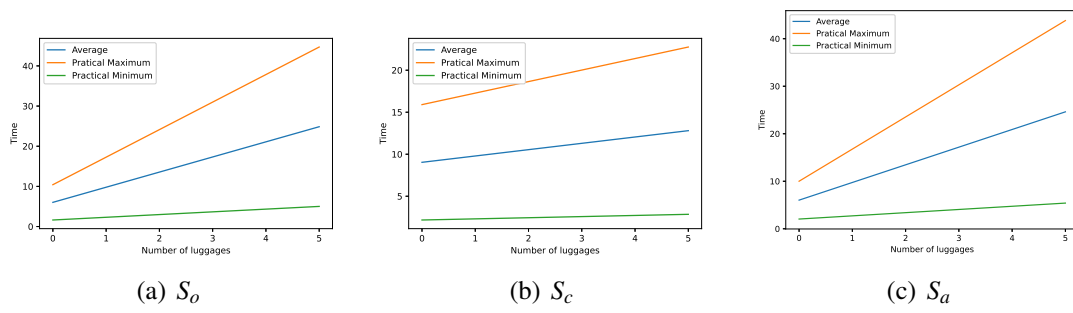 Average
Pratical Maximum
Practical Minimum
Time
40
30
20
10
0
0 1 2 3 4 5
Number of luggages
(a) S_o
Average
Pratical Maximum
Practical Minimum
Time
20
15
10
5
0 1 2 3 4 5
Number of luggages
(b) S_c
Average
Pratical Maximum
Practical Minimum
Time
40
30
20
10
0
0 1 2 3 4 5
Number of luggages
(c) S_a